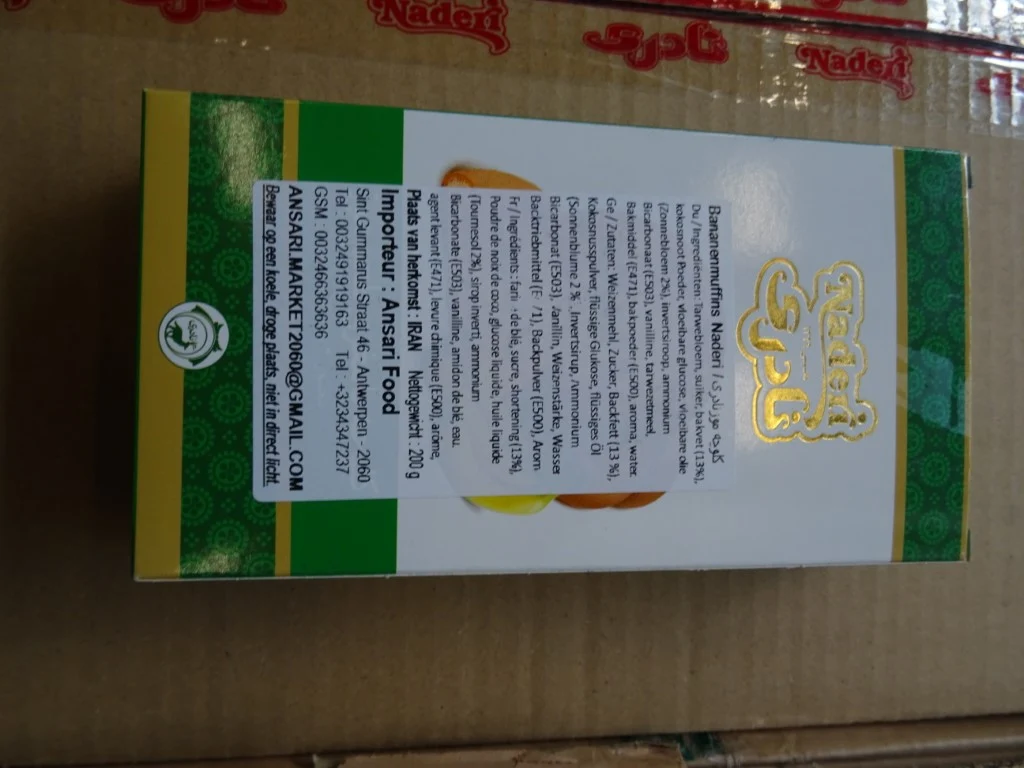 Naderi
نادری
Naderi
Naderi
نادری
Bananenmuffins Naderi / کلوچه موز نادری
Du / Ingrediënten: Tarwebloem, suiker, bakvet (13%),
kokosnoot Poeder, vloeibare glucose, vloeibare olie
(Zonnebloem 2%), invertsiroop, ammonium
Bicarbonaat (E503), vanilline, tarwezetmeel,
Bakmiddel (E471), bakpoeder (E500), aroma, water.
Ge / Zutaten: Weizenmehl, Zucker, Backfett (13 %),
Kokosnusspulver, flüssige Glukose, flüssiges Öl
(Sonnenblume 2 % Invertsirup, Ammonium
Bicarbonat (E503), Vanillin, Weizenstärke, Wasser
Backtriebmittel Backpulver (E500), Arom
Fr / Ingrédients : de blé, sucre, shortening (13%),
Poudre de noix de coco, glucose liquide, huile liquide
(Tournesol 2%), sirop inverti, ammonium
Bicarbonate (E503), vanilline, amidon de blé, eau.
agent levant (E471), levure chimique (E500), arôme,
Plaats van herkomst : IRAN Nettogewicht : 200 g
Importeur : Ansari Food
Sint Gummarus Straat 46 - Antwerpen - 2060
Tel : 0032491919163 Tel : +3234347237
GSM : 0032466363636
ANSARI.MARKET2060@GMAIL.COM
Bewaar op een koele, droge plaats, niet in direct licht.